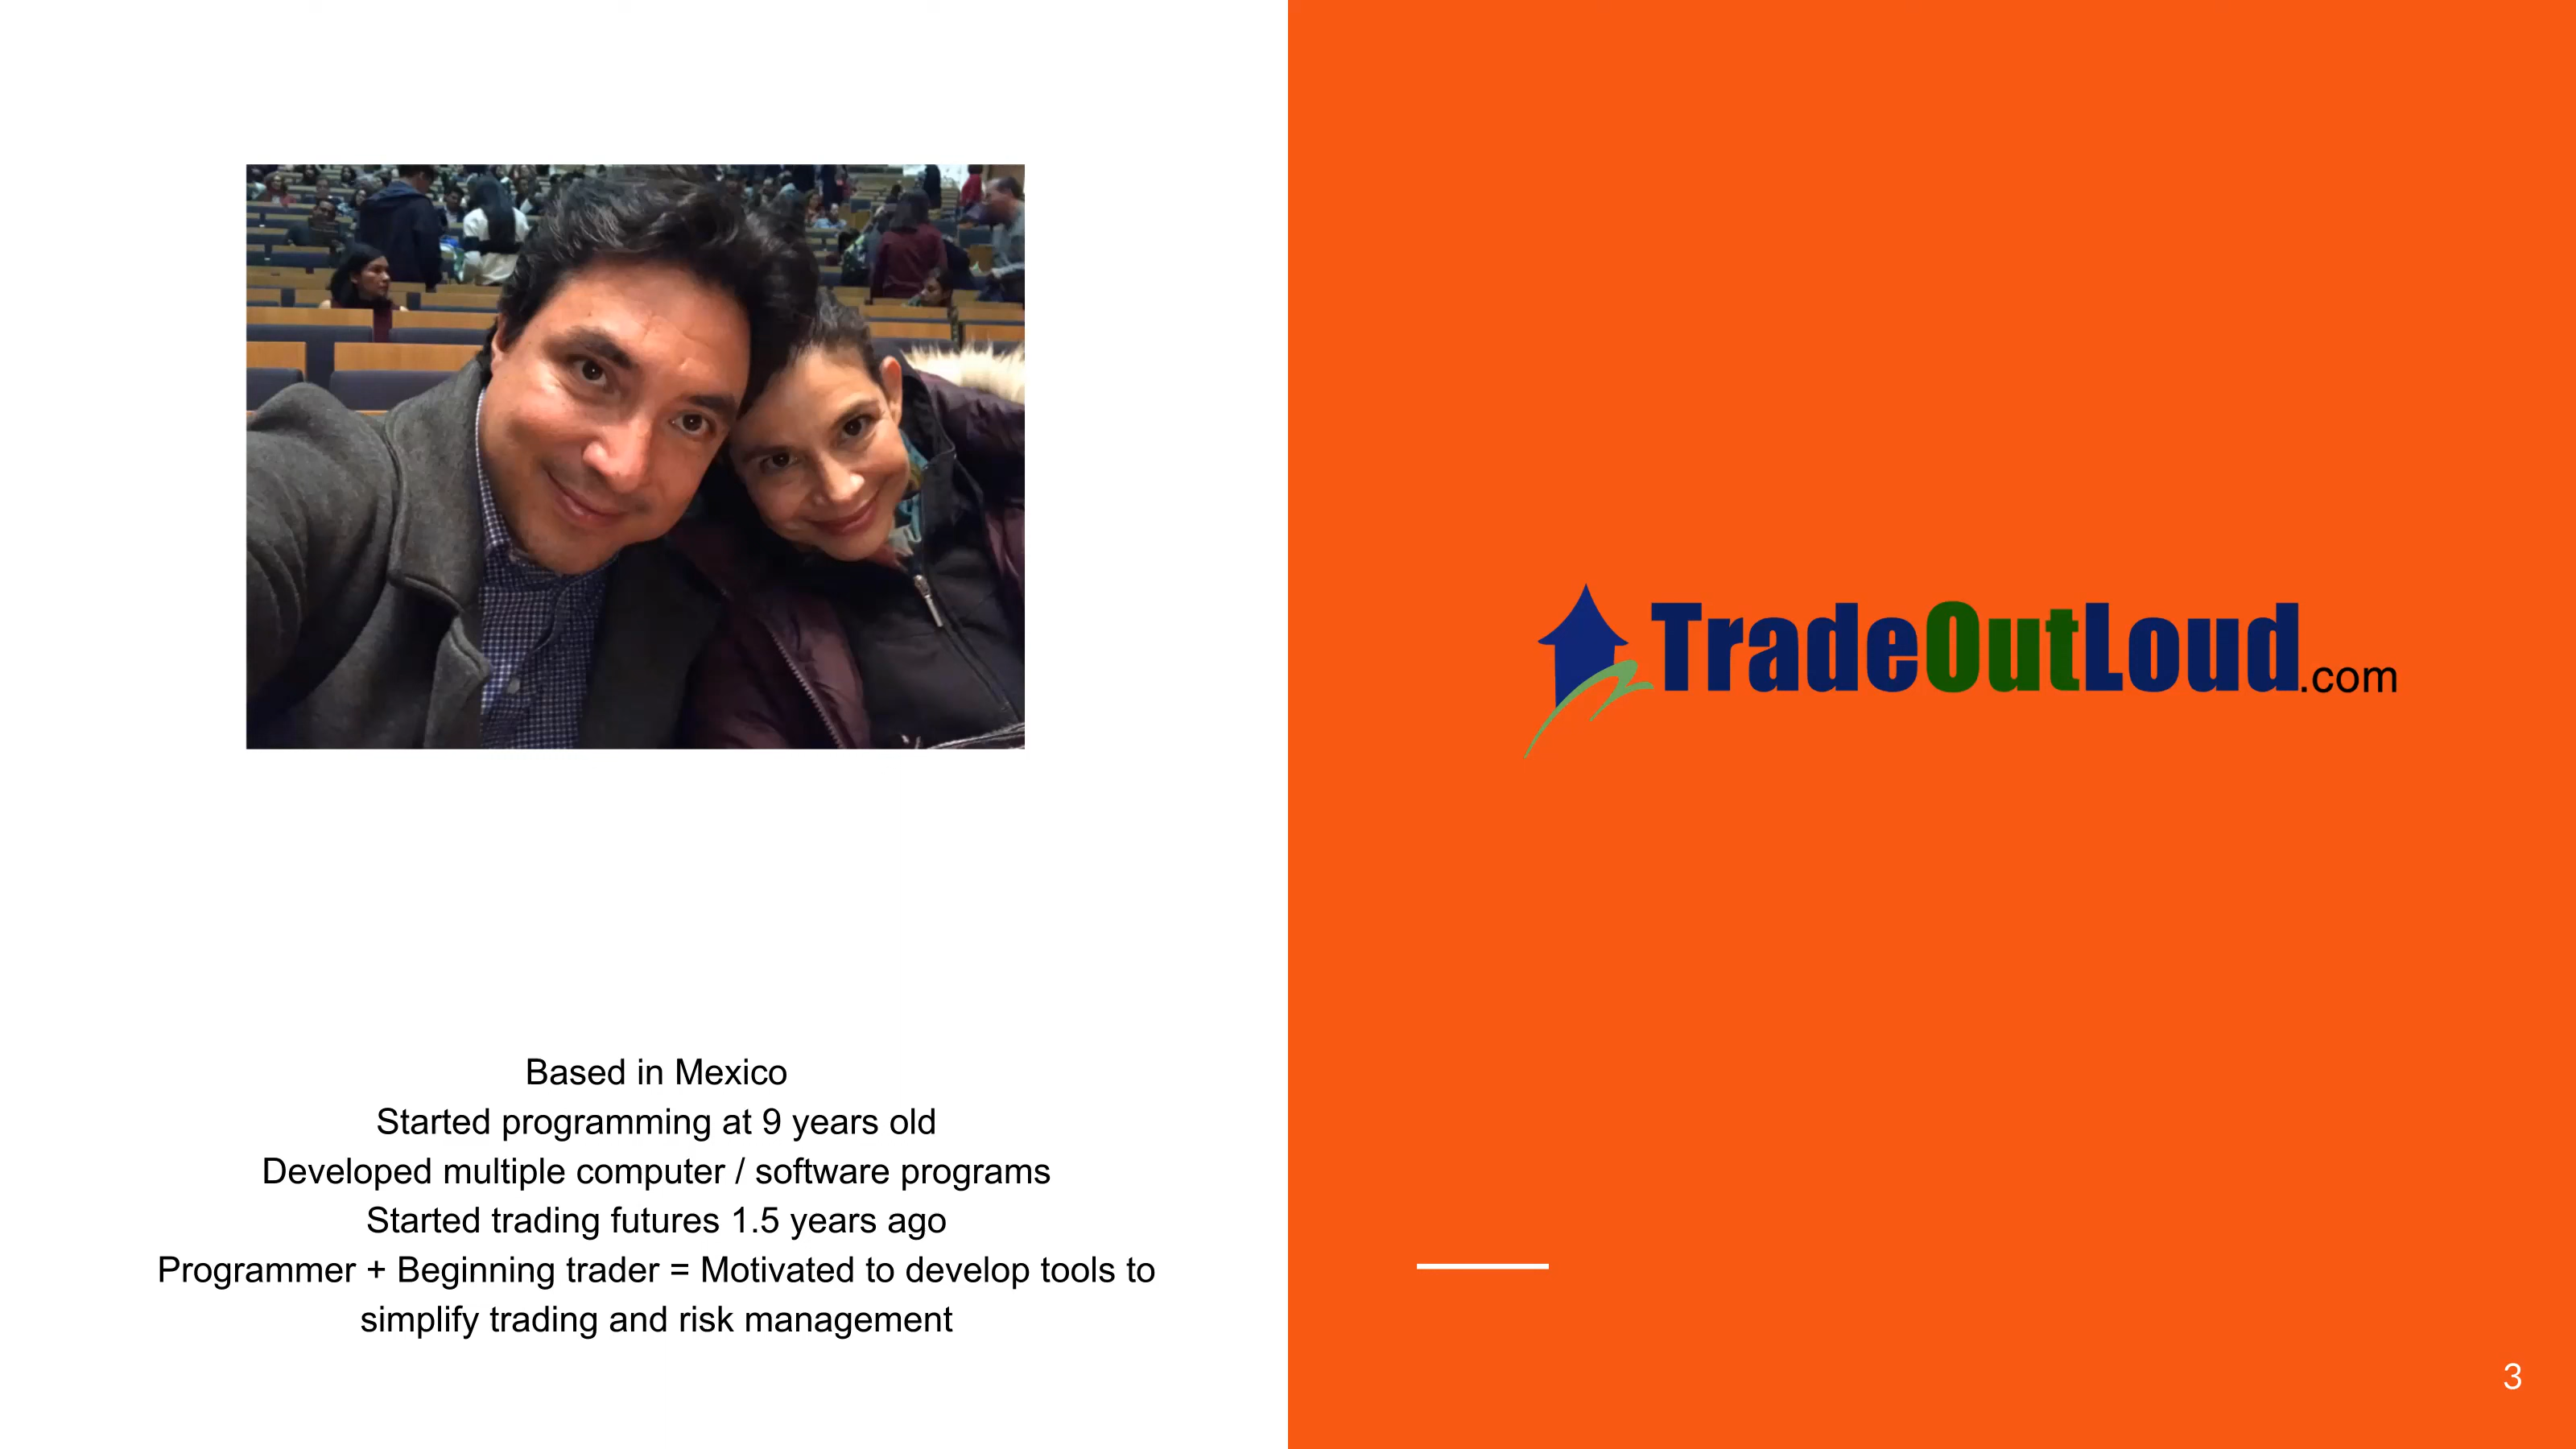 TradeOutLoud.com
Based in Mexico
Started programming at 9 years old
Developed multiple computer / software programs
Started trading futures 1.5 years ago
Programmer + Beginning trader = Motivated to develop tools to
simplify trading and risk management
3